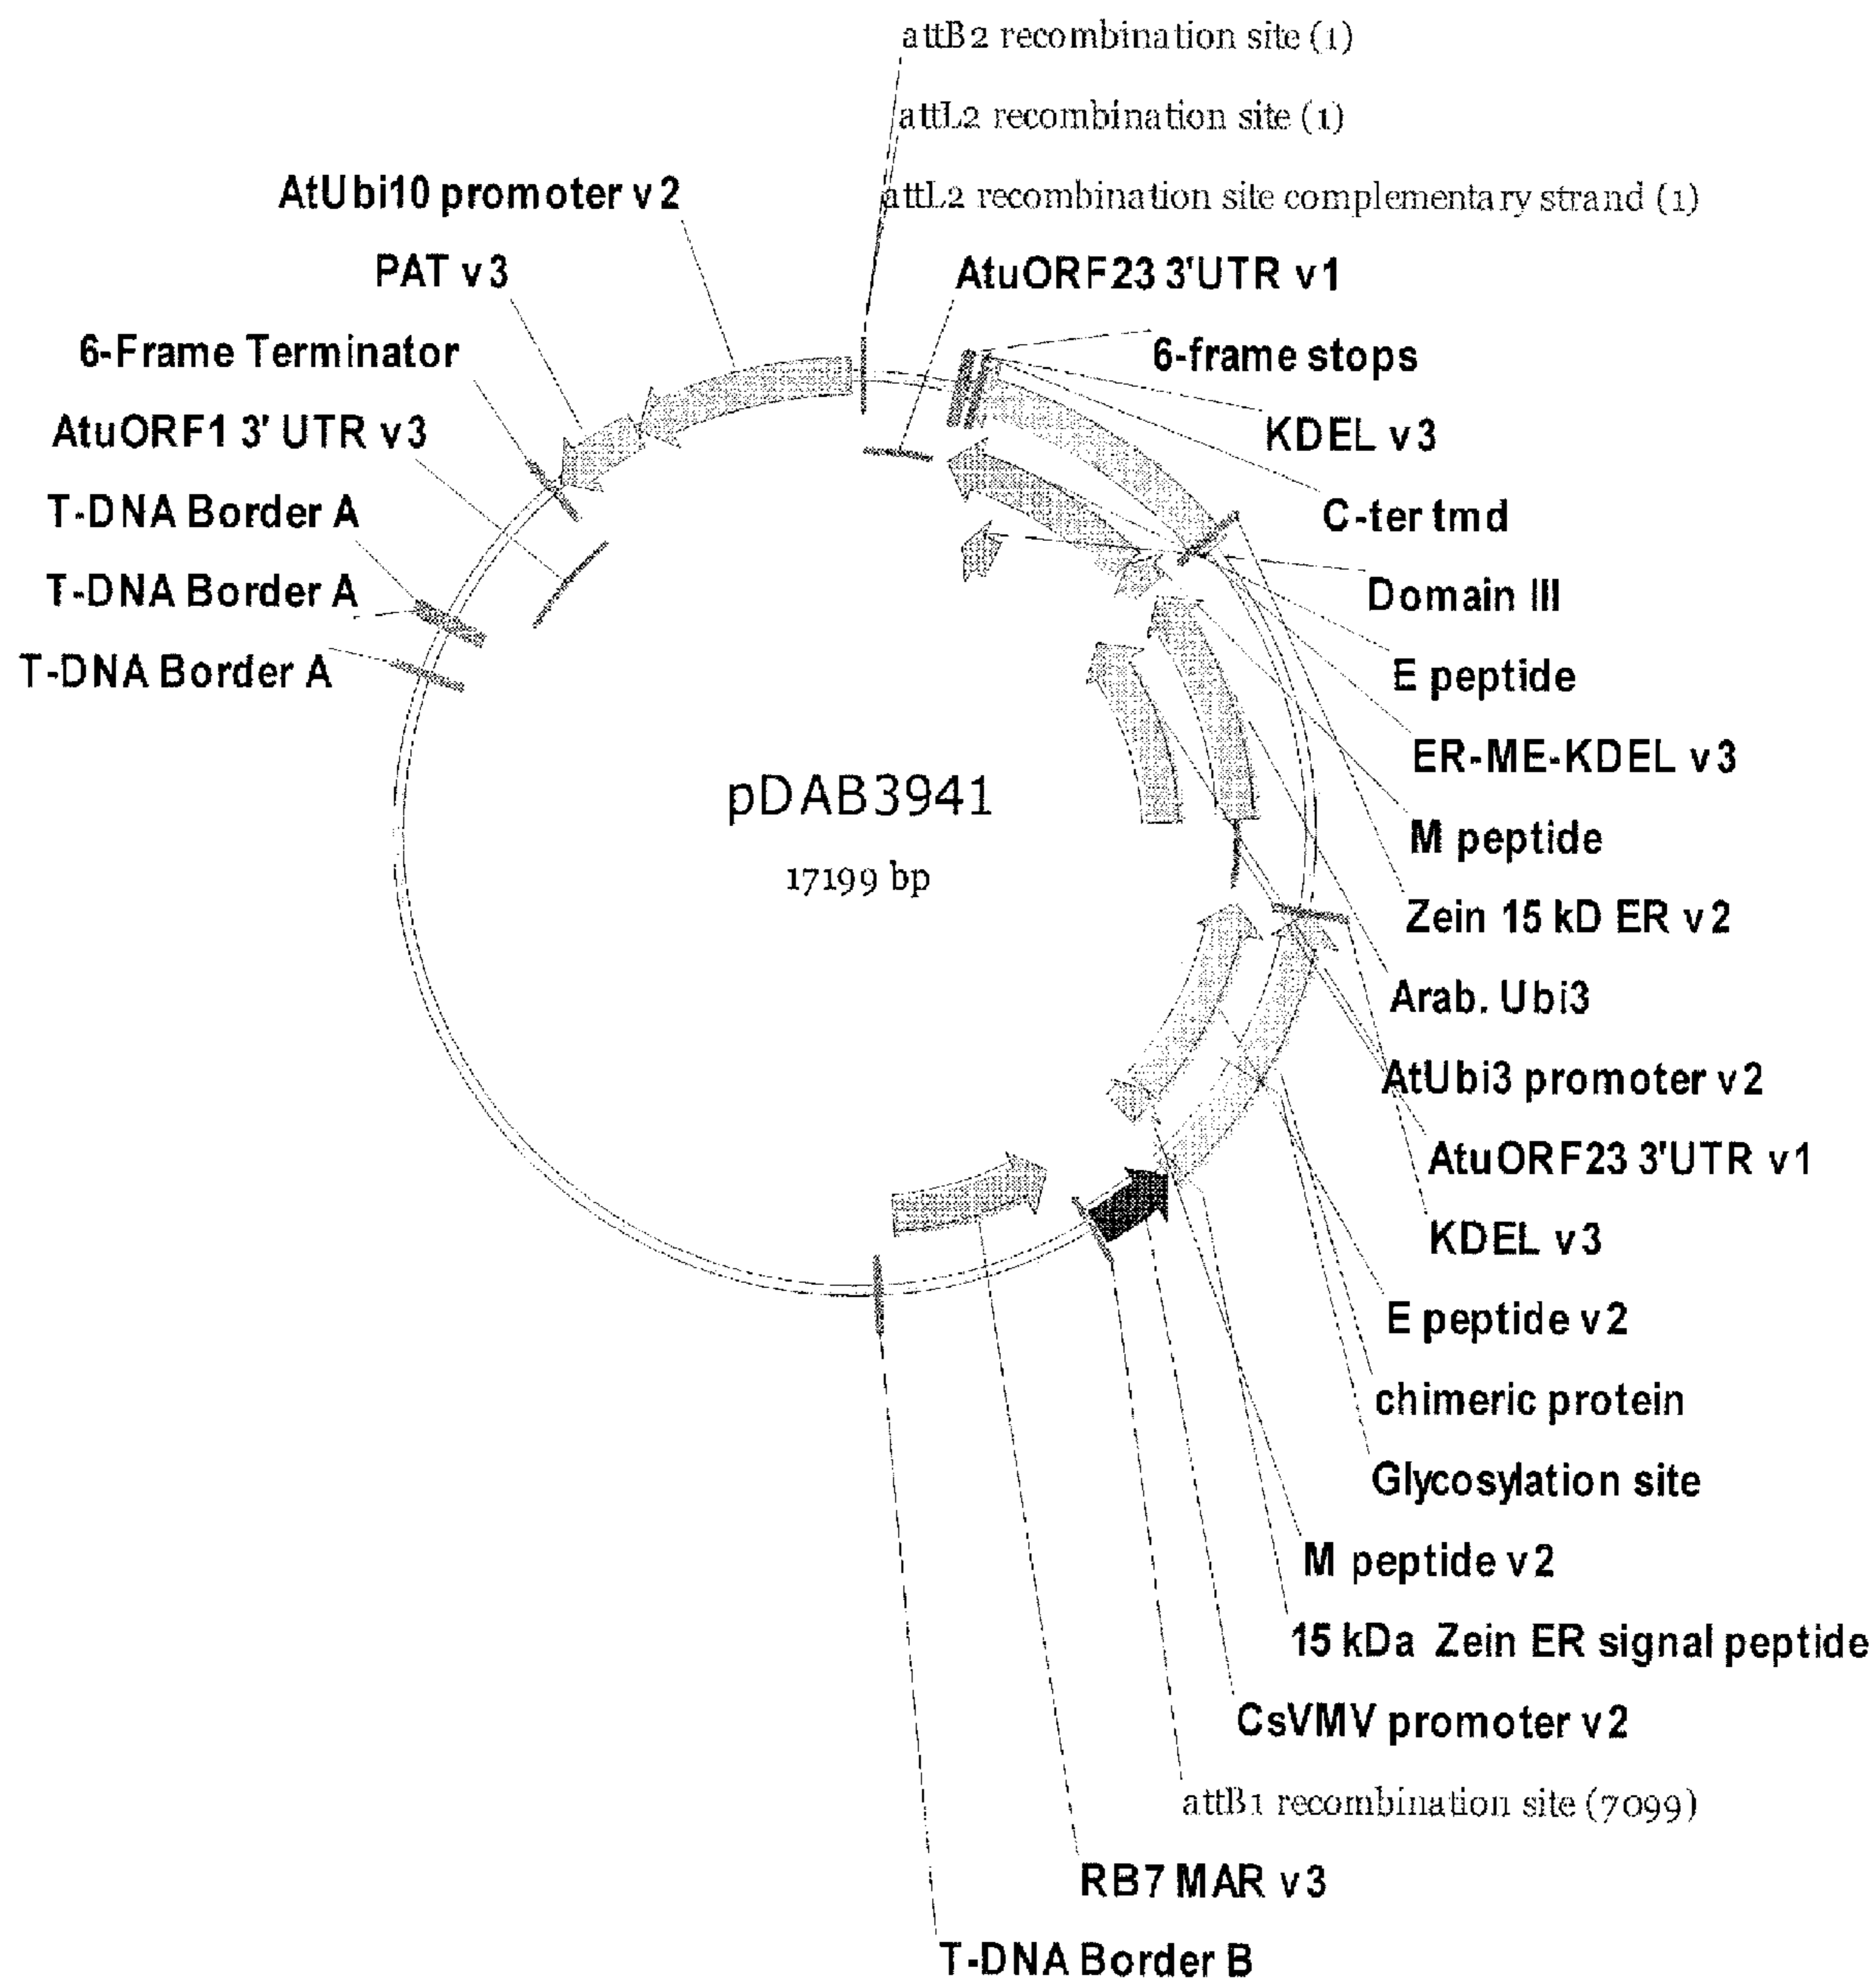 attB2 recombination site (1)
attL2 recombination site (1)
AtUbi10 promoter v2
attL2 recombination site complementary strand (1)
PAT v3
AtuORF23 3'UTR v1
6-Frame Terminator
6-frame stops
AtuORF1 3' UTR v3
KDEL v3
T-DNA Border A
C-ter tmd
T-DNA Border A
Domain III
T-DNA Border A
E peptide
ER-ME-KDEL v3
pDAB3941
M peptide
17199 bp
Zein 15 kD ER v2
Arab. Ubi3
AtUbi3 promoter v2
AtuORF23 3'UTR v1
KDEL v3
E peptide v2
chimeric protein
Glycosylation site
M peptide v2
15 kDa Zein ER signal peptide
CsVMV promoter v2
attB1 recombination site (7099)
RB7 MAR v3
T-DNA Border B